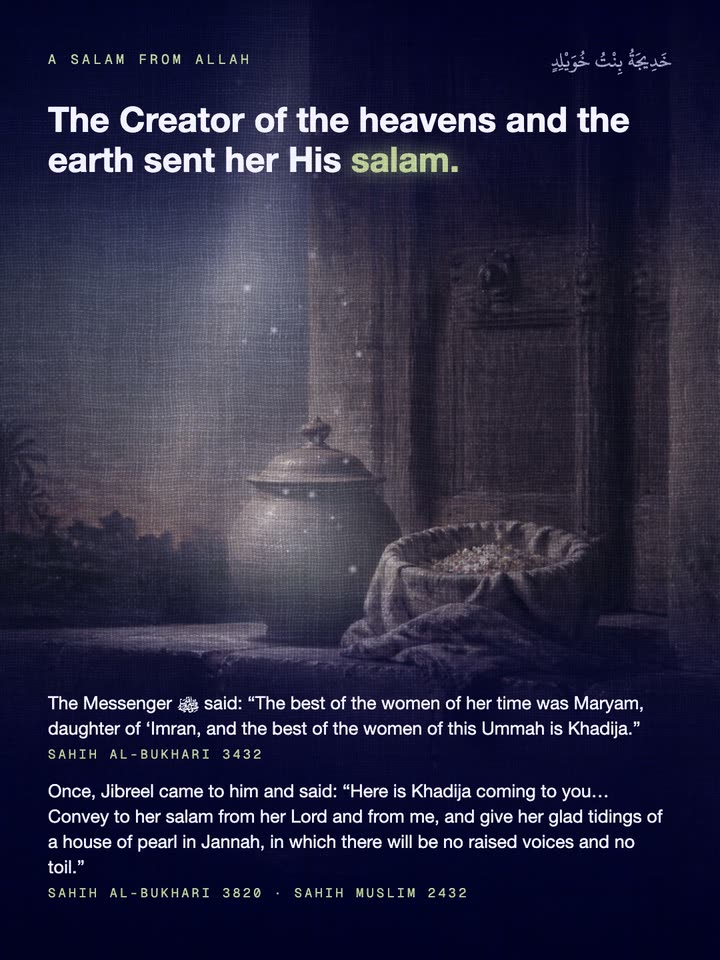 A SALAM FROM ALLAH
خَدِيجَةُ بِنْتُ خُوَيْلِدٍ
The Creator of the heavens and the
earth sent her His salam.
The Messenger ﷺ said: “The best of the women of her time was Maryam,
daughter of ‘Imran, and the best of the women of this Ummah is Khadija.”
SAHIH AL-BUKHARI 3432
Once, Jibreel came to him and said: “Here is Khadija coming to you…
Convey to her salam from her Lord and from me, and give her glad tidings of
a house of pearl in Jannah, in which there will be no raised voices and no
toil.”
SAHIH AL-BUKHARI 3820 · SAHIH MUSLIM 2432